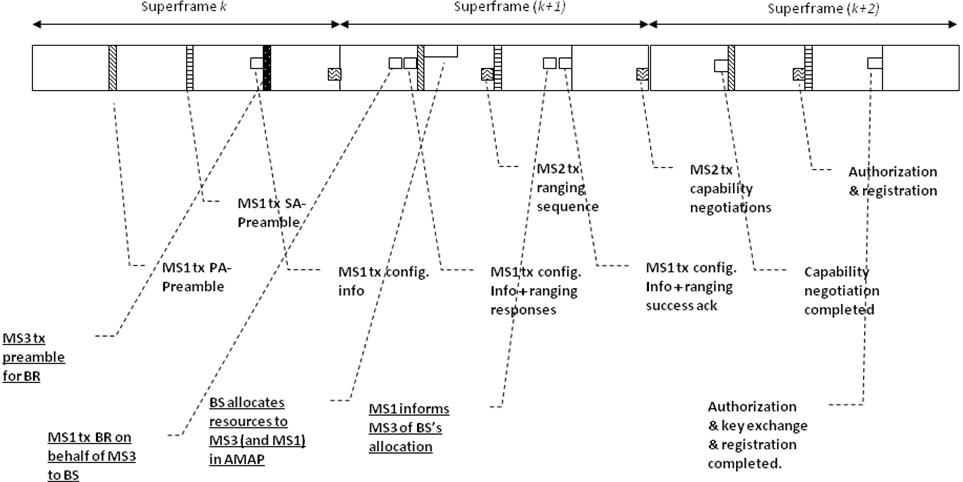 Superframe k
Superframe (k+1)
Superframe (k+2)
MS2 tx
ranging
sequence
MS2 tx
capability
negotiations
Authorization
& registration
MS1 tx SA-
Preamble
MS1 tx PA-
Preamble
MS1 tx config.
info
MS1 tx config.
Info + ranging
responses
MS1 tx config.
Info + ranging
success ack
Capability
negotiation
completed
MS3 tx
preamble
for BR
BS allocates
resources to
MS3 (and MS1)
in AMAP
MS1 informs
MS3 of BS's
allocation
Authorization
& key exchange
& registration
completed.
MS1 tx BR on
behalf of MS3
to BS